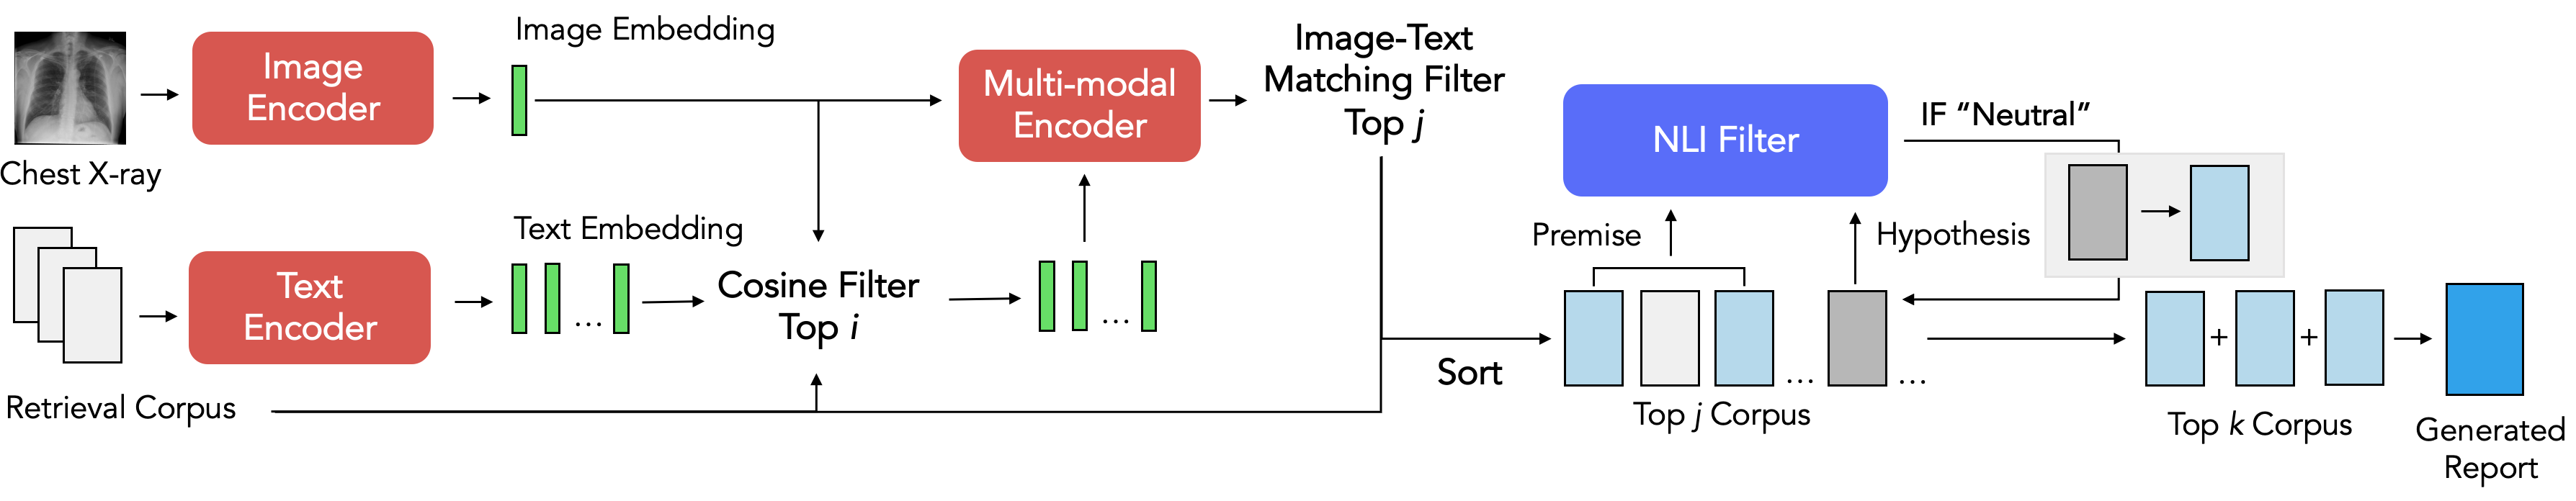 Image Embedding
Image
Encoder
Chest X-ray
Multi-modal
Encoder
Image-Text
Matching Filter
Top j
Text Embedding
Text
Encoder
...
Cosine Filter
Top i
...
Retrieval Corpus
NLI Filter
IF “Neutral”
Premise
Hypothesis
Sort
...
...
Top j Corpus
+
+
Top k Corpus
Generated
Report